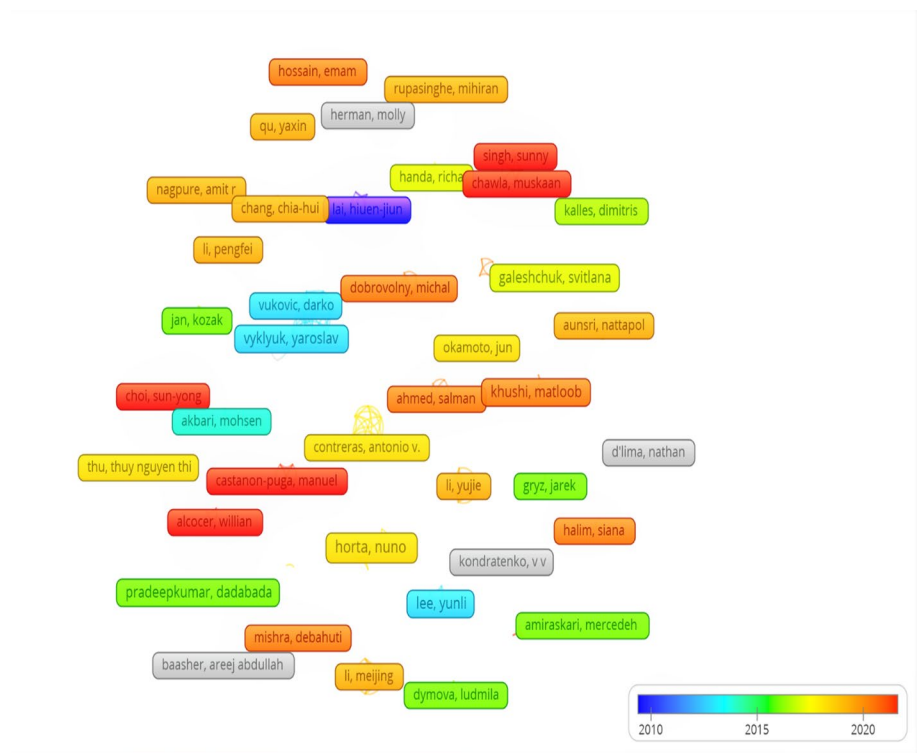 hossain, emam
rupasinghe, mihiran
herman, molly
qu, yaxin
singh, sunny
handa, richa
chawla, muskaan
nagpure, amit r
chang, chia-hui
lai, hiuen-jiun
kalles, dimitris
li, pengfei
galeshchuk, svitlana
dobrovolny, michal
vukovic, darko
jan, kozak
aunsri, nattapol
vyklyuk, yaroslav
okamoto, jun
choi, sun-yong
khushi, matloob
ahmed, salman
akbari, mohsen
contreras, antonio v.
d'lima, nathan
thu, thuy nguyen thi
castanon-puga, manuel
li, yujie
gryz, jarek
alcocer, willian
halim, siana
horta, nuno
kondratenko, v v
pradeepkumar, dadabada
lee, yunli
amiraskari, mercedeh
mishra, debahuti
baasher, areej abdullah
li, meijing
dymova, ludmila
2010 2015 2020